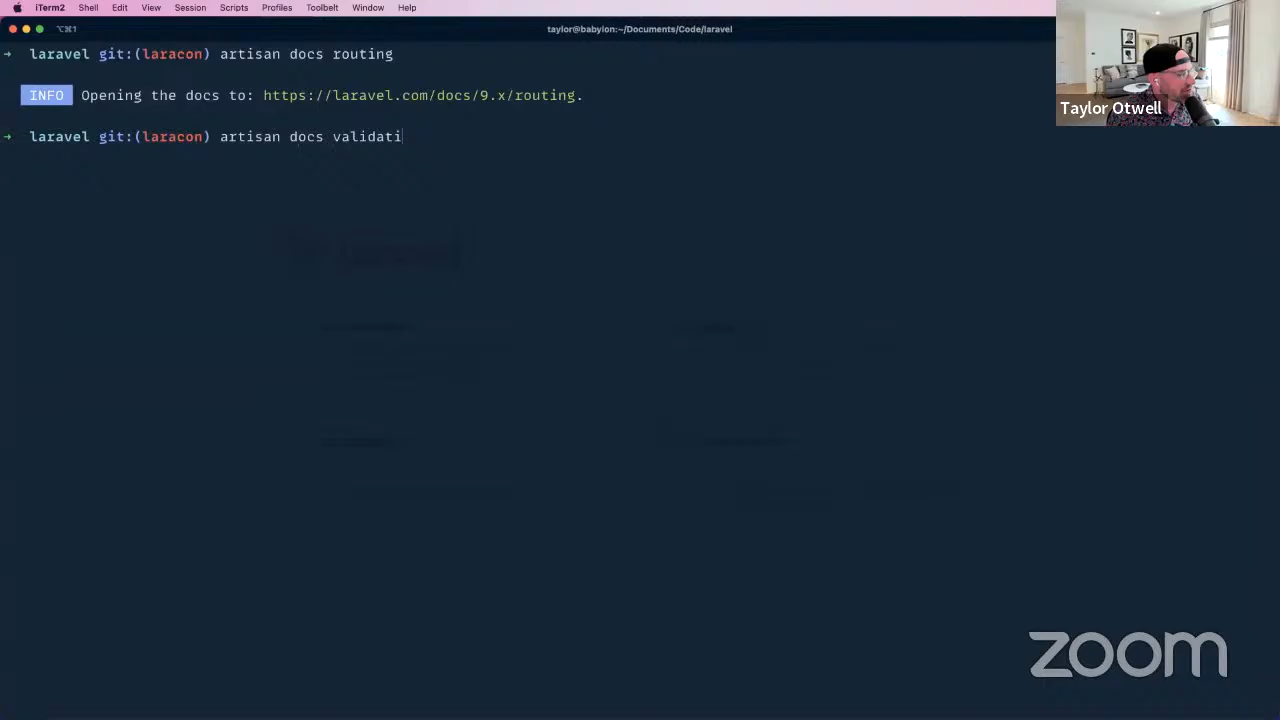 iTerm2 Shell Edit View Session Scripts Profiles Toolbelt Window Help
⌥⌘1 taylor@babylon:~/Documents/Code/laravel
→ laravel git:(laracon) artisan docs routing
INFO Opening the docs to: https://laravel.com/docs/9.x/routing.
→ laravel git:(laracon) artisan docs validati
Taylor Otwell
zoom